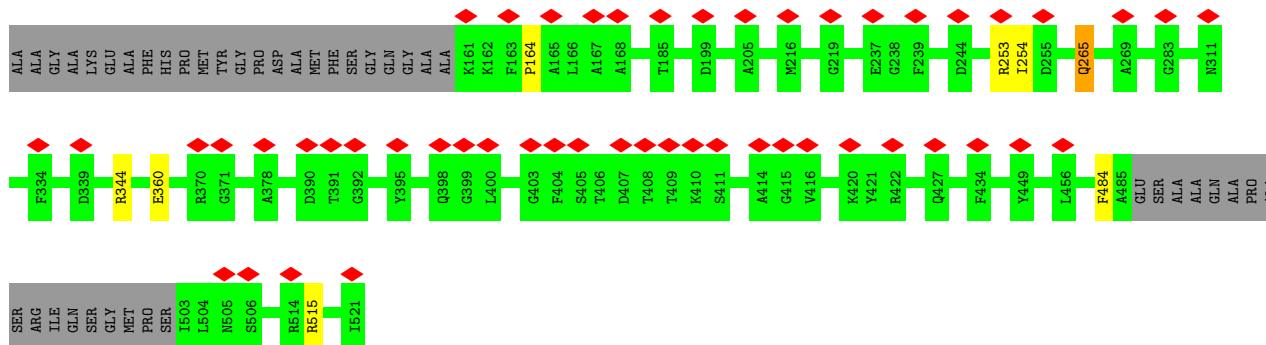 ALA ALA GLY ALA LYS GLU ALA PHE HIS PRO MET TYR GLY PRO ASP ALA MET PHE SER GLY GLN GLY ALA ALA K161 K162 F163 P164 A165 L166 A167 A168 T185 D199 A205 M216 G219 E237 G238 F239 D244 R253 I254 D255 Q265 A269 G283 N311
F334 D339 R344 E360 R370 G371 A378 D390 T391 G392 Y395 Q398 G399 L400 G403 F404 S405 T406 D407 T408 T409 K410 S411 A414 G415 V416 K420 Y421 R422 Q427 F434 Y449 L456 F484 A485 GLU SER ALA ALA GLN ALA PRO
SER ARG ILE GLN SER GLY MET PRO SER I503 L504 N505 S506 R514 R515 I521